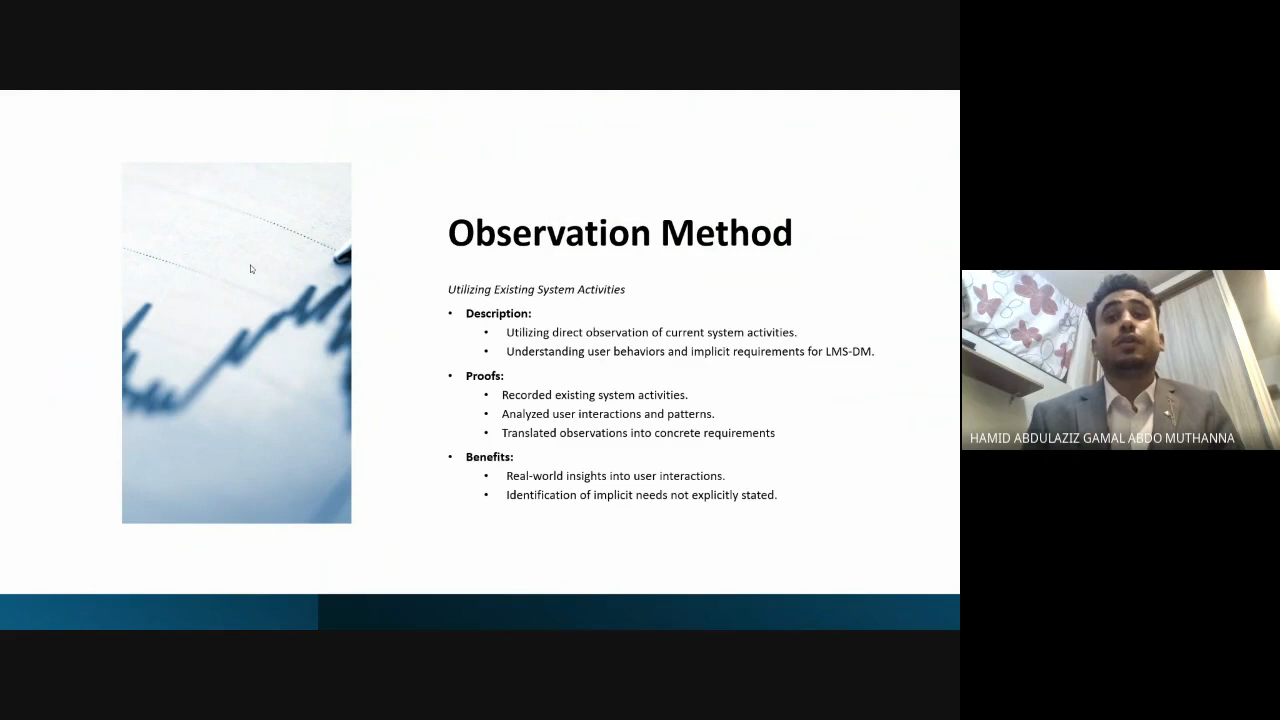 Observation Method
Utilizing Existing System Activities
• Description:
• Utilizing direct observation of current system activities.
• Understanding user behaviors and implicit requirements for LMS-DM.
• Proofs:
• Recorded existing system activities.
• Analyzed user interactions and patterns.
• Translated observations into concrete requirements
• Benefits:
• Real-world insights into user interactions.
• Identification of implicit needs not explicitly stated.
HAMID ABDULAZIZ GAMAL ABDO MUTHANNA